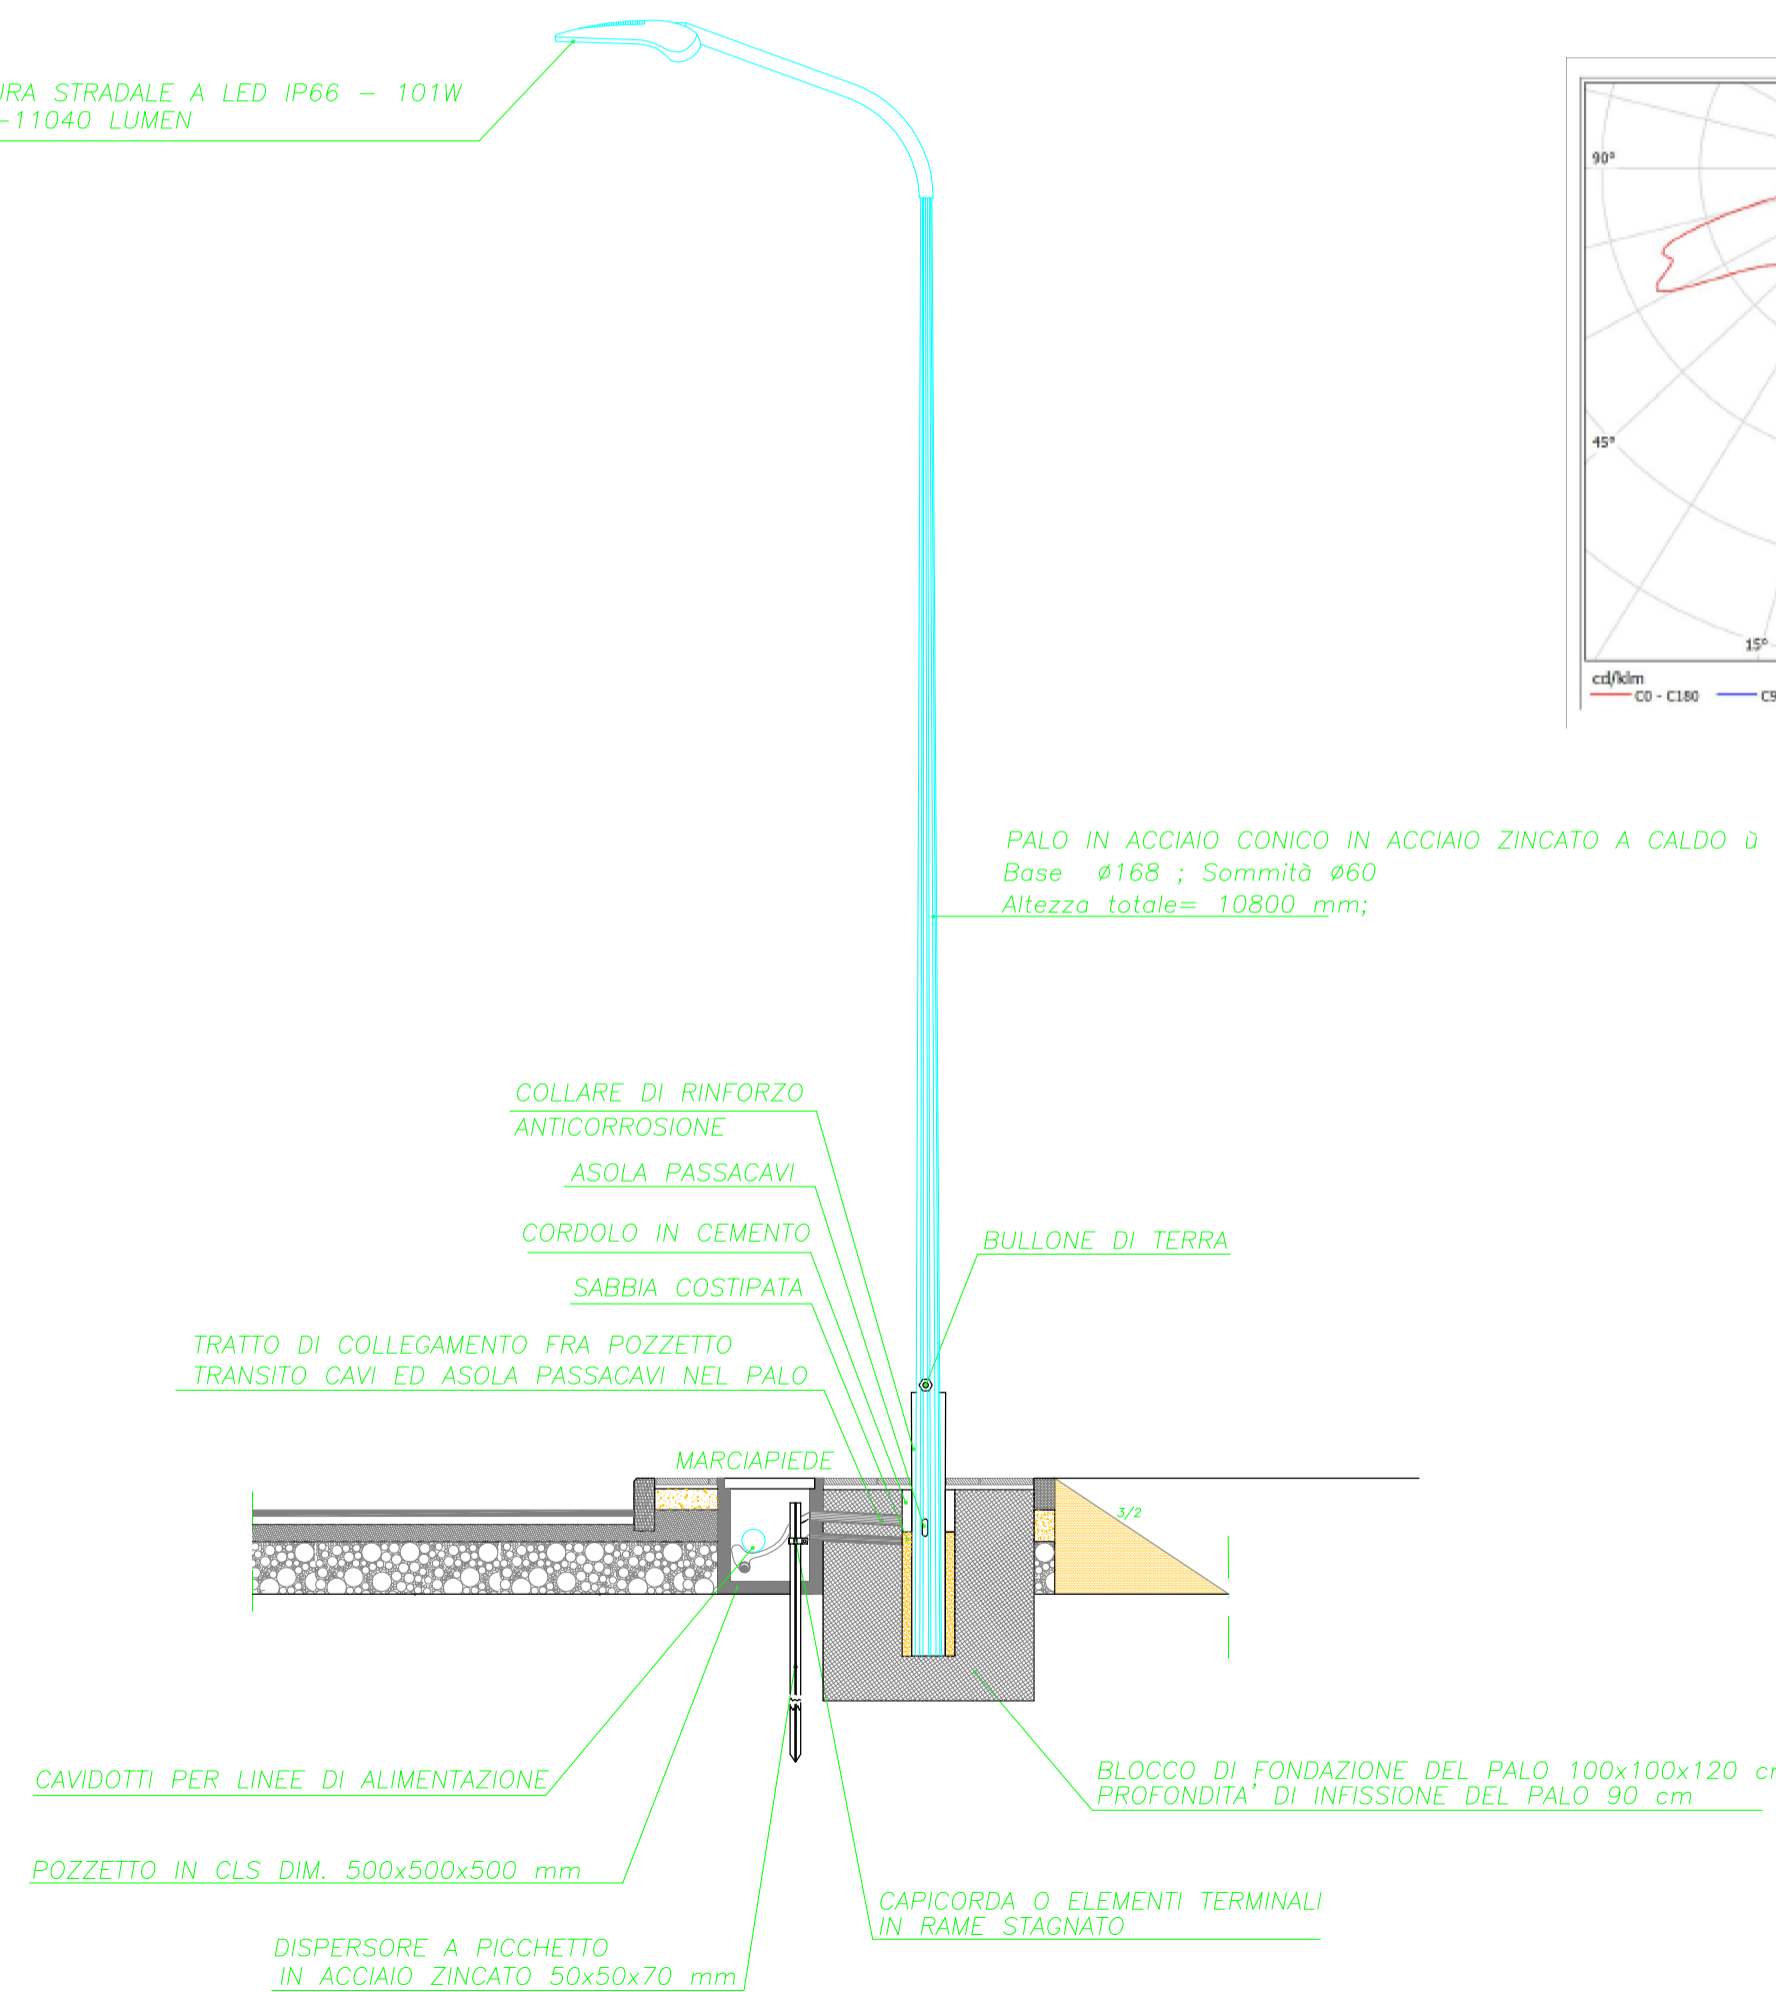 STRADALE A LED IP66 - 101W
-11040 LUMEN
90°
45°
15°
cd/klm
C0 - C180
PALO IN ACCIAIO CONICO IN ACCIAIO ZINCATO A CALDO ù
Base ø168 ; Sommità ø60
Altezza totale= 10800 mm;
COLLARE DI RINFORZO
ANTICORROSIONE
ASOLA PASSACAVI
CORDOLO IN CEMENTO
BULLONE DI TERRA
SABBIA COSTIPATA
TRATTO DI COLLEGAMENTO FRA POZZETTO
TRANSITO CAVI ED ASOLA PASSACAVI NEL PALO
MARCIAPIEDE
3/2
CAVIDOTTI PER LINEE DI ALIMENTAZIONE
BLOCCO DI FONDAZIONE DEL PALO 100x100x120
PROFONDITA' DI INFISSIONE DEL PALO 90 cm
POZZETTO IN CLS DIM. 500x500x500 mm
CAPICORDA O ELEMENTI TERMINALI
IN RAME STAGNATO
DISPERSORE A PICCHETTO
IN ACCIAIO ZINCATO 50x50x70 mm